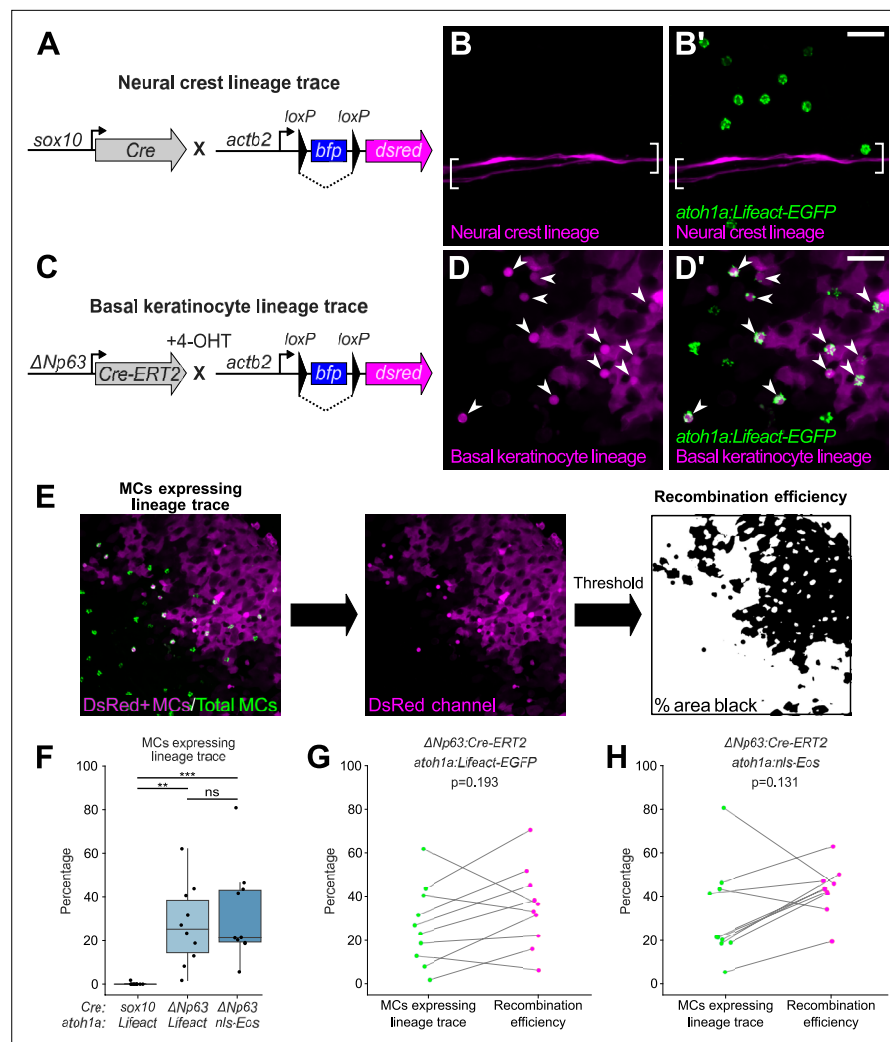 A
Neural crest lineage trace
loxP loxP
sox10 Cre X actb2 bfp dsred
B
Neural crest lineage
B'
atoh1a:Lifeact-EGFP
Neural crest lineage
C
Basal keratinocyte lineage trace
+4-OHT loxP loxP
ΔNp63 Cre-ERT2 X actb2 bfp dsred
D
Basal keratinocyte lineage
D'
atoh1a:Lifeact-EGFP
Basal keratinocyte lineage
E
MCs expressing
lineage trace
DsRed+ MCs/Total MCs
DsRed channel
Threshold
Recombination efficiency
% area black
F
MCs expressing
lineage trace
***
**
ns
Percentage
100
80
60
40
20
0
Cre: sox10 ΔNp63 ΔNp63
atoh1a: Lifeact Lifeact nls-Eos
G
ΔNp63:Cre-ERT2
atoh1a:Lifeact-EGFP
p=0.193
Percentage
100
80
60
40
20
0
MCs expressing Recombination
lineage trace efficiency
H
ΔNp63:Cre-ERT2
atoh1a:nls-Eos
p=0.131
Percentage
100
80
60
40
20
0
MCs expressing Recombination
lineage trace efficiency